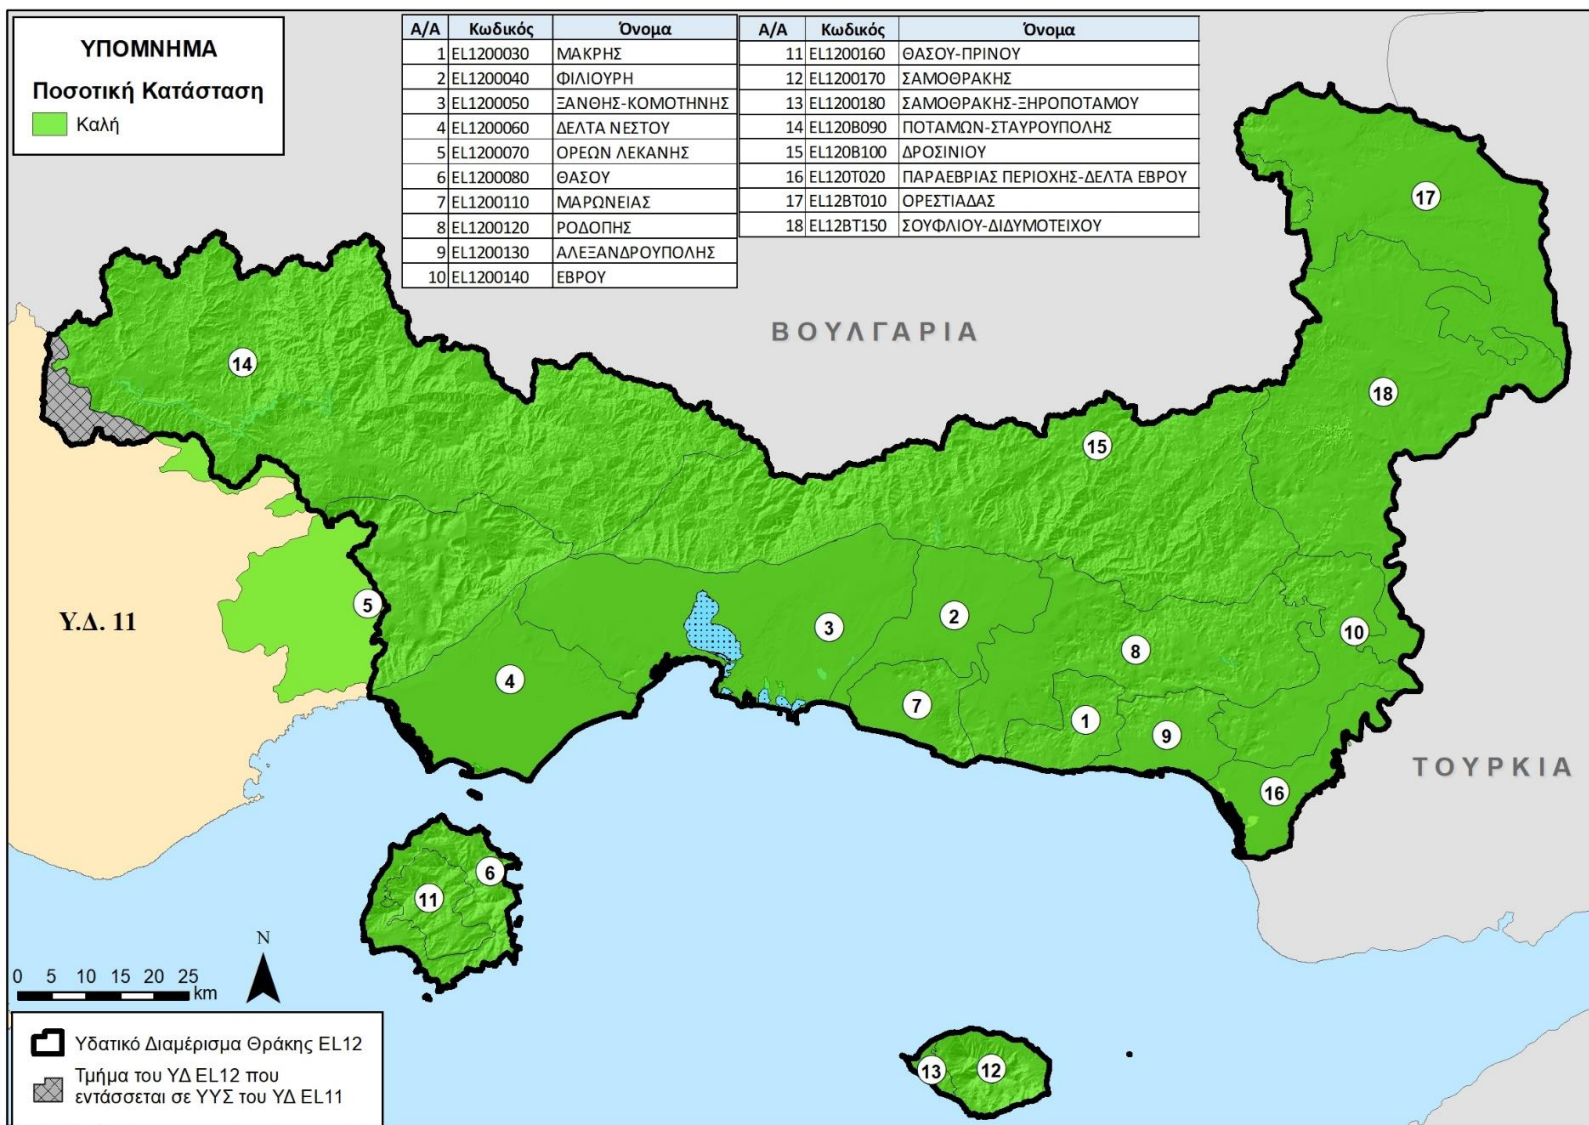 ΥΠΟΜΝΗΜΑ
Ποσοτική Κατάσταση
Καλή
Α/Α Κωδικός Όνομα
1 EL1200030 ΜΑΚΡΗΣ
2 EL1200040 ΦΙΛΙΟΥΡΗ
3 EL1200050 ΞΑΝΘΗΣ-ΚΟΜΟΤΗΝΗΣ
4 EL1200060 ΔΕΛΤΑ ΝΕΣΤΟΥ
5 EL1200070 ΟΡΕΩΝ ΛΕΚΑΝΗΣ
6 EL1200080 ΘΑΣΟΥ
7 EL1200110 ΜΑΡΩΝΕΙΑΣ
8 EL1200120 ΡΟΔΟΠΗΣ
9 EL1200130 ΑΛΕΞΑΝΔΡΟΥΠΟΛΗΣ
10 EL1200140 ΕΒΡΟΥ
Α/Α Κωδικός Όνομα
11 EL1200160 ΘΑΣΟΥ-ΠΡΙΝΟΥ
12 EL1200170 ΣΑΜΟΘΡΑΚΗΣ
13 EL1200180 ΣΑΜΟΘΡΑΚΗΣ-ΞΗΡΟΠΟΤΑΜΟΥ
14 EL120B090 ΠΟΤΑΜΩΝ-ΣΤΑΥΡΟΥΠΟΛΗΣ
15 EL120B100 ΔΡΟΣΙΝΙΟΥ
16 EL120T020 ΠΑΡΑΕΒΡΙΑΣ ΠΕΡΙΟΧΗΣ-ΔΕΛΤΑ ΕΒΡΟΥ
17 EL12BT010 ΟΡΕΣΤΙΑΔΑΣ
18 EL12BT150 ΣΟΥΦΛΙΟΥ-ΔΙΔΥΜΟΤΕΙΧΟΥ
17
ΒΟΥΛΓΑΡΙΑ
14
18
15
5
Υ.Δ. 11
3
2
10
8
4
7
1
9
ΤΟΥΡΚΙΑ
16
6
11
N
0 5 10 15 20 25
km
13
12
Υδατικό Διαμέρισμα Θράκης EL12
Τμήμα του ΥΔ EL12 που
εντάσσεται σε ΥΥΣ του ΥΔ EL11